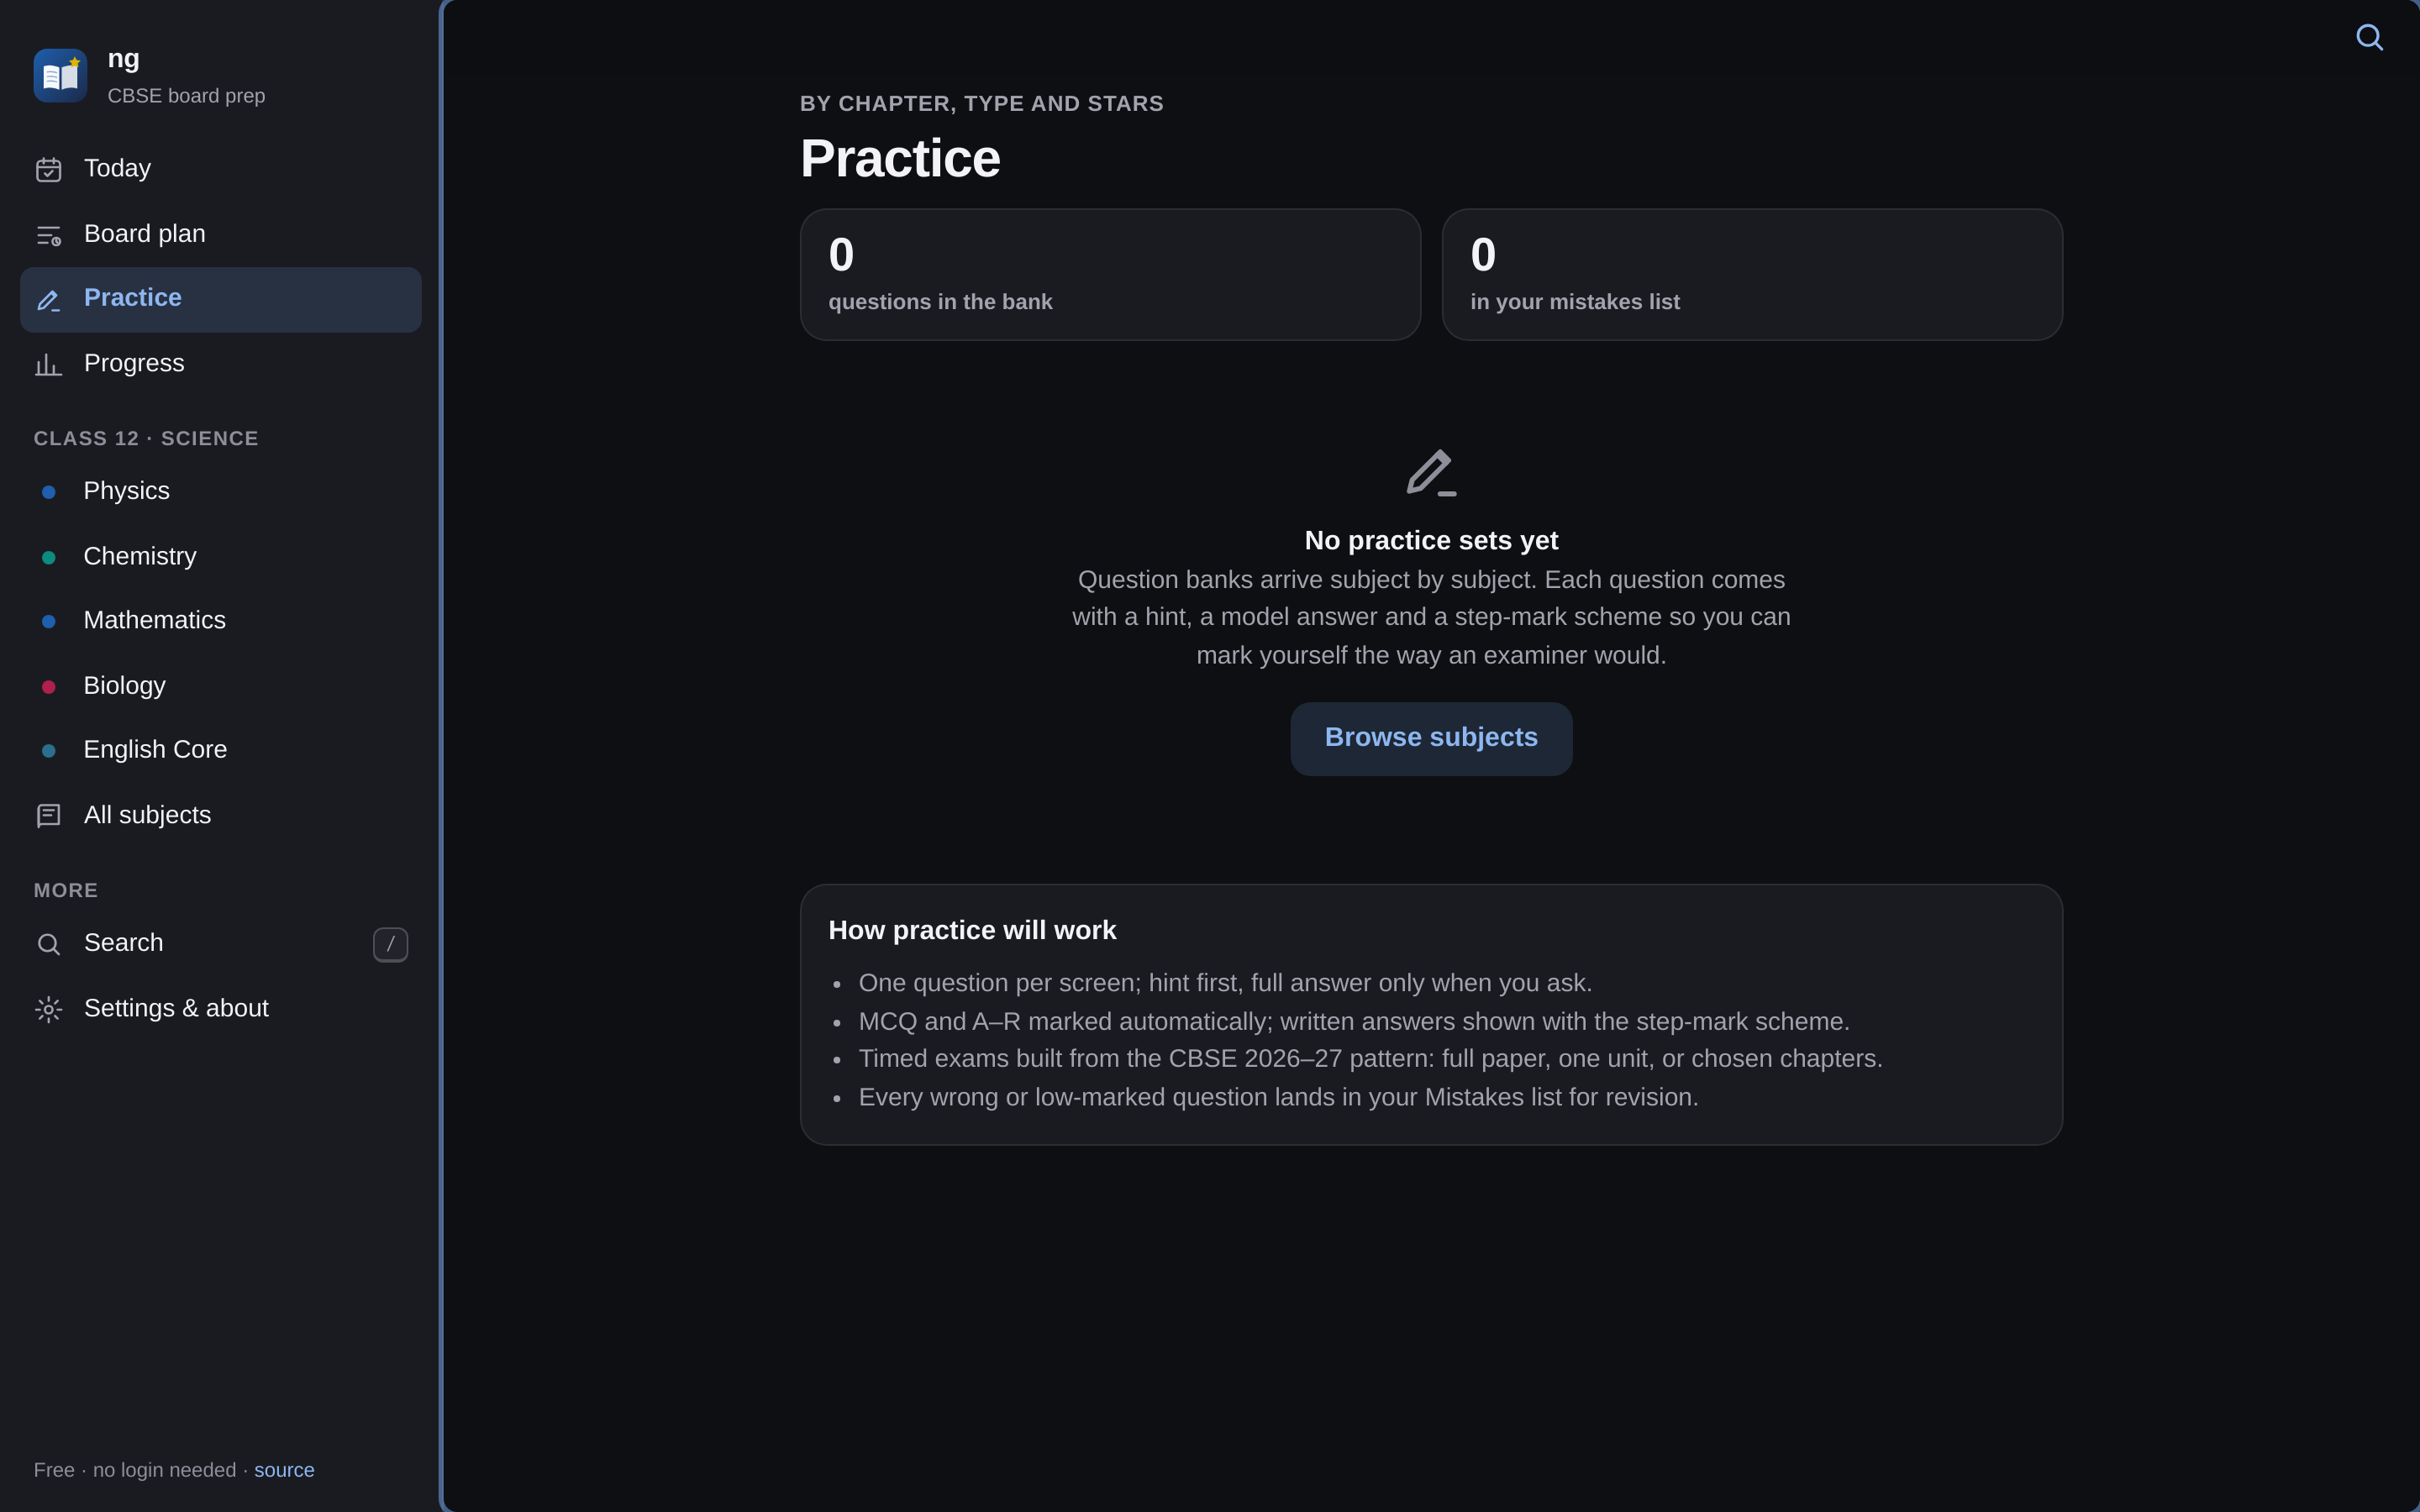 ng
CBSE board prep
Today
Board plan
Practice
Progress
CLASS 12 · SCIENCE
Physics
Chemistry
Mathematics
Biology
English Core
All subjects
MORE
Search
/
Settings & about
Free · no login needed · source
BY CHAPTER, TYPE AND STARS
Practice
0
questions in the bank
0
in your mistakes list
No practice sets yet
Question banks arrive subject by subject. Each question comes
with a hint, a model answer and a step-mark scheme so you can
mark yourself the way an examiner would.
Browse subjects
How practice will work
• One question per screen; hint first, full answer only when you ask.
• MCQ and A–R marked automatically; written answers shown with the step-mark scheme.
• Timed exams built from the CBSE 2026–27 pattern: full paper, one unit, or chosen chapters.
• Every wrong or low-marked question lands in your Mistakes list for revision.